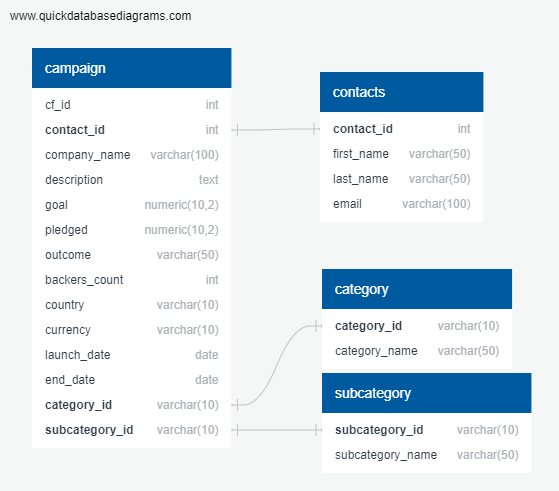 www.quickdatabasediagrams.com
campaign
cf_id int
contact_id int
company_name varchar(100)
description text
goal numeric(10,2)
pledged numeric(10,2)
outcome varchar(50)
backers_count int
country varchar(10)
currency varchar(10)
launch_date date
end_date date
category_id varchar(10)
subcategory_id varchar(10)
contacts
contact_id int
first_name varchar(50)
last_name varchar(50)
email varchar(100)
category
category_id varchar(10)
category_name varchar(50)
subcategory
subcategory_id varchar(10)
subcategory_name varchar(50)